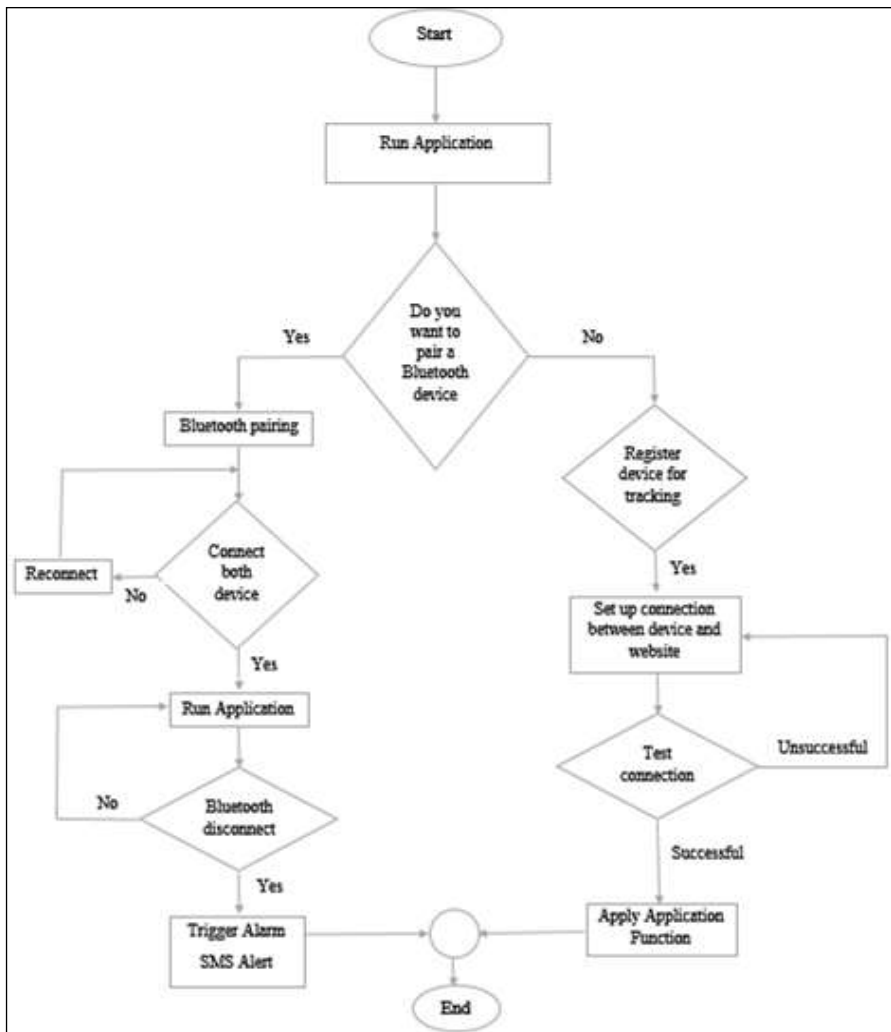 Start
Run Application
Do you
want to
pair a
Bluetooth
device
Yes
No
Bluetooth pairing
Register
device for
tracking
Connect
both
device
Reconnect
No
Yes
Set up connection
between device and
website
Yes
Run Application
Test
connection
Unsuccessful
No
Bluetooth
disconnect
Successful
Yes
Trigger Alarm
SMS Alert
Apply Application
Function
End